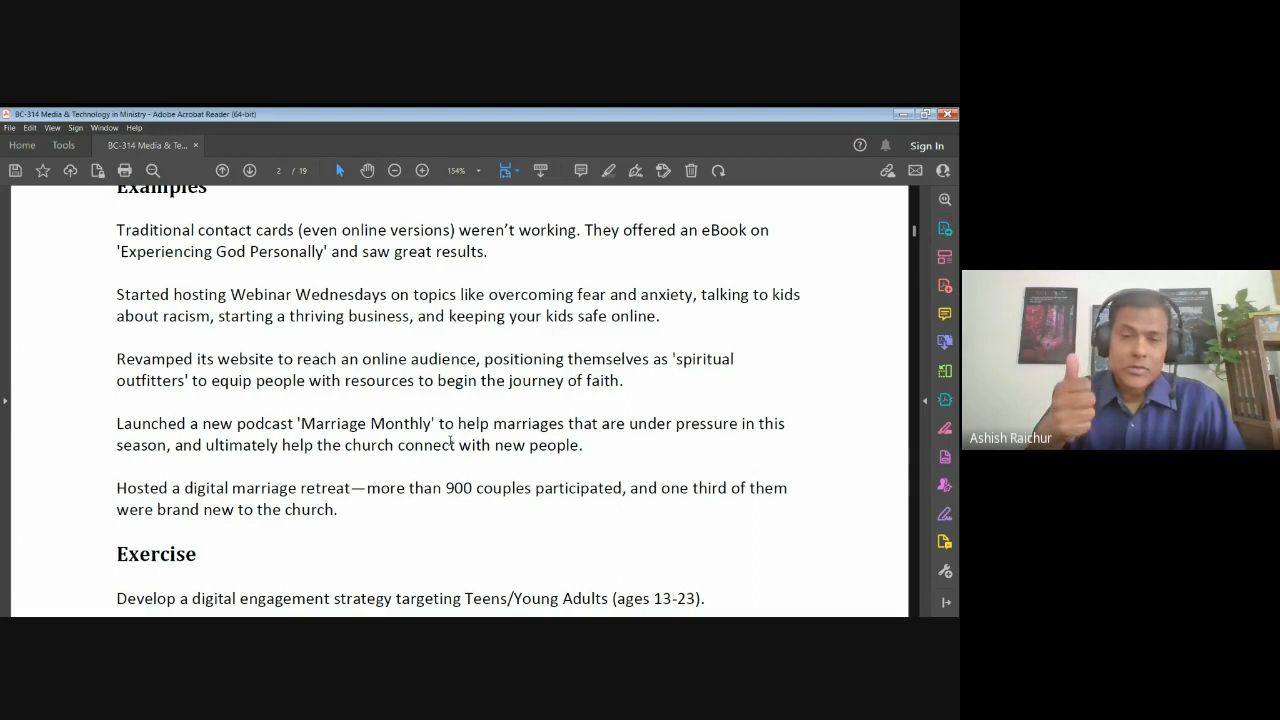 BC-314 Media & Technology in Ministry - Adobe Acrobat Reader (64-bit)
File Edit View Sign Window Help
Home Tools BC-314 Media & Te... × Sign In
2 / 19 154%
Examples
Traditional contact cards (even online versions) weren’t working. They offered an eBook on
'Experiencing God Personally' and saw great results.
Started hosting Webinar Wednesdays on topics like overcoming fear and anxiety, talking to kids
about racism, starting a thriving business, and keeping your kids safe online.
Revamped its website to reach an online audience, positioning themselves as 'spiritual
outfitters' to equip people with resources to begin the journey of faith.
Launched a new podcast 'Marriage Monthly' to help marriages that are under pressure in this
season, and ultimately help the church connect with new people.
Hosted a digital marriage retreat—more than 900 couples participated, and one third of them
were brand new to the church.
Exercise
Develop a digital engagement strategy targeting Teens/Young Adults (ages 13-23).
Ashish Raichur